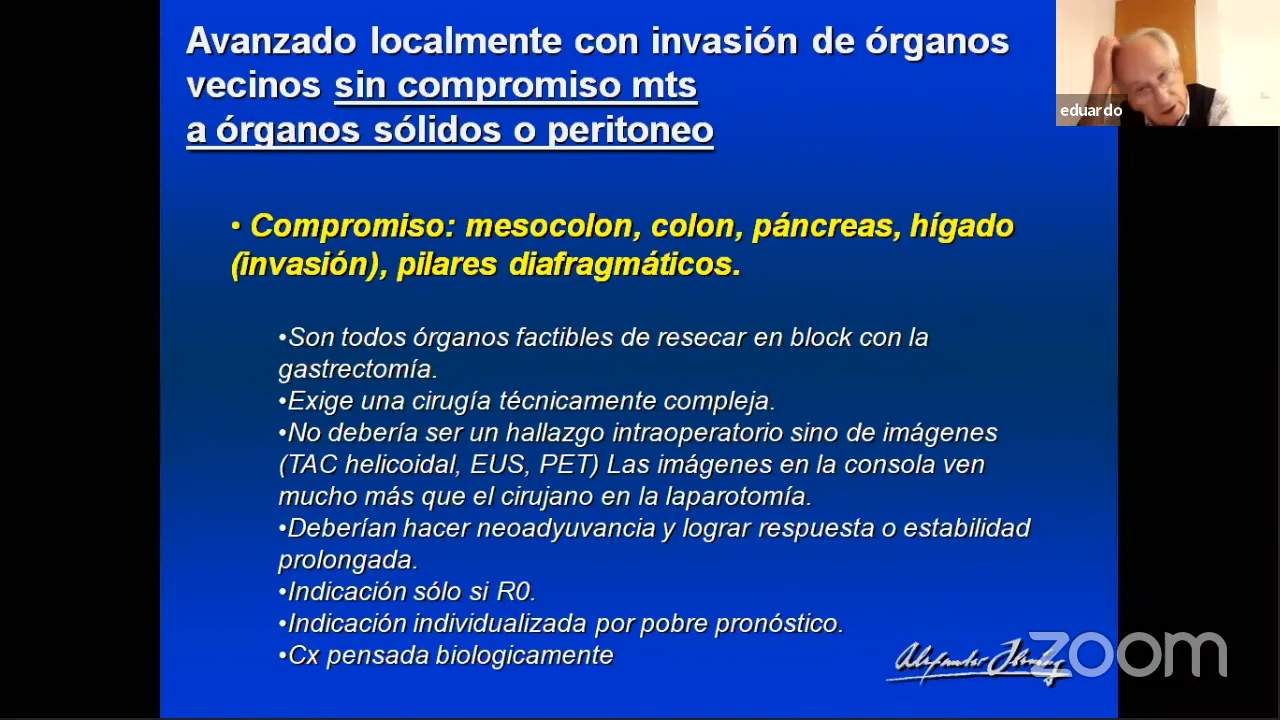 Avanzado localmente con invasión de órganos
vecinos sin compromiso mts
a órganos sólidos o peritoneo
eduardo
• Compromiso: mesocolon, colon, páncreas, hígado
(invasión), pilares diafragmáticos.
•Son todos órganos factibles de resecar en block con la
gastrectomía.
•Exige una cirugía técnicamente compleja.
•No debería ser un hallazgo intraoperatorio sino de imágenes
(TAC helicoidal, EUS, PET) Las imágenes en la consola ven
mucho más que el cirujano en la laparotomía.
•Deberían hacer neoadyuvancia y lograr respuesta o estabilidad
prolongada.
•Indicación sólo si R0.
•Indicación individualizada por pobre pronóstico.
•Cx pensada biologicamente
zoom